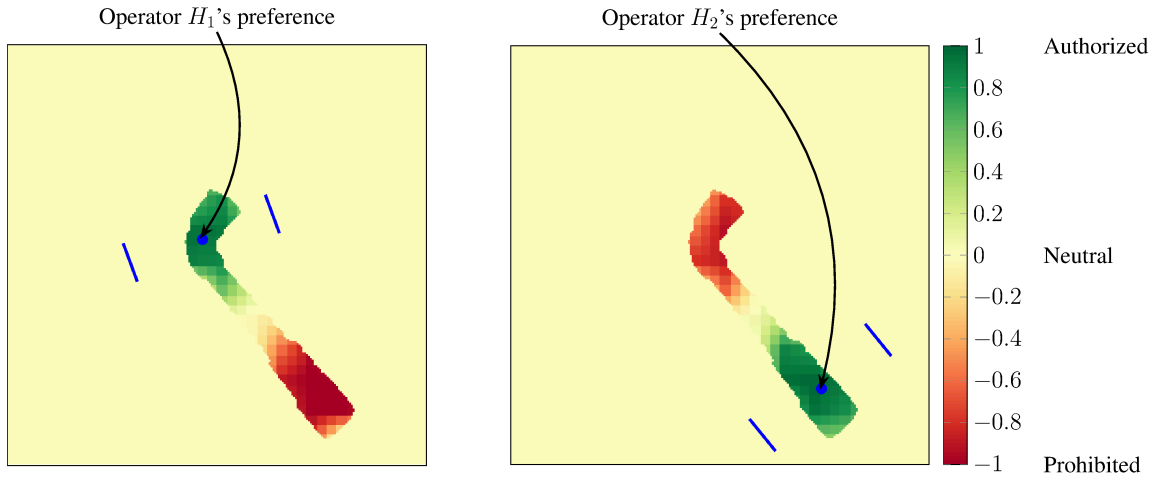 Operator H₁'s preference
Operator H₂'s preference
1
Authorized
0.8
0.6
0.4
0.2
0
Neutral
−0.2
−0.4
−0.6
−0.8
−1
Prohibited